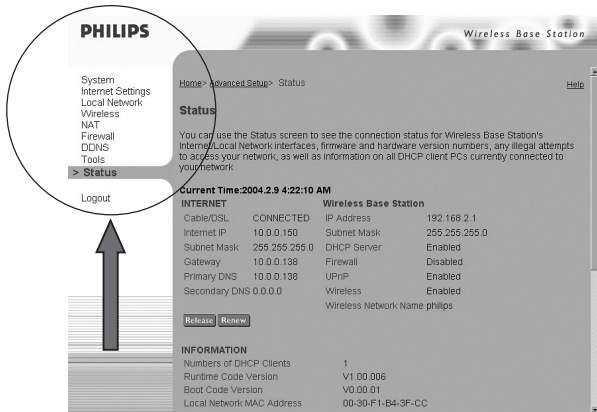 PHILIPS
Wireless Base Station
System
Internet Settings
Local Network
Wireless
NAT
Firewall
DDNS
Tools
> Status
Logout
Home> Advanced Setup> Status
Help
Status
You can use the Status screen to see the connection status for Wireless Base Station's
Internet/Local Network interfaces, firmware and hardware version numbers, any illegal attempts
to access your network, as well as information on all DHCP client PCs currently connected to
your network
Current Time:2004.2.9 4:22:10 AM
INTERNET Wireless Base Station
Cable/DSL CONNECTED IP Address 192.168.2.1
Internet IP 10.0.0.150 Subnet Mask 255.255.255.0
Subnet Mask 255.255.255.0 DHCP Server Enabled
Gateway 10.0.0.138 Firewall Disabled
Primary DNS 10.0.0.138 UPnP Enabled
Secondary DNS 0.0.0.0 Wireless Enabled
Wireless Network Name philips
Release Renew
INFORMATION
Numbers of DHCP Clients 1
Runtime Code Version V1.00.006
Boot Code Version V0.00.01
Local Network MAC Address 00-30-F1-B4-3F-CC